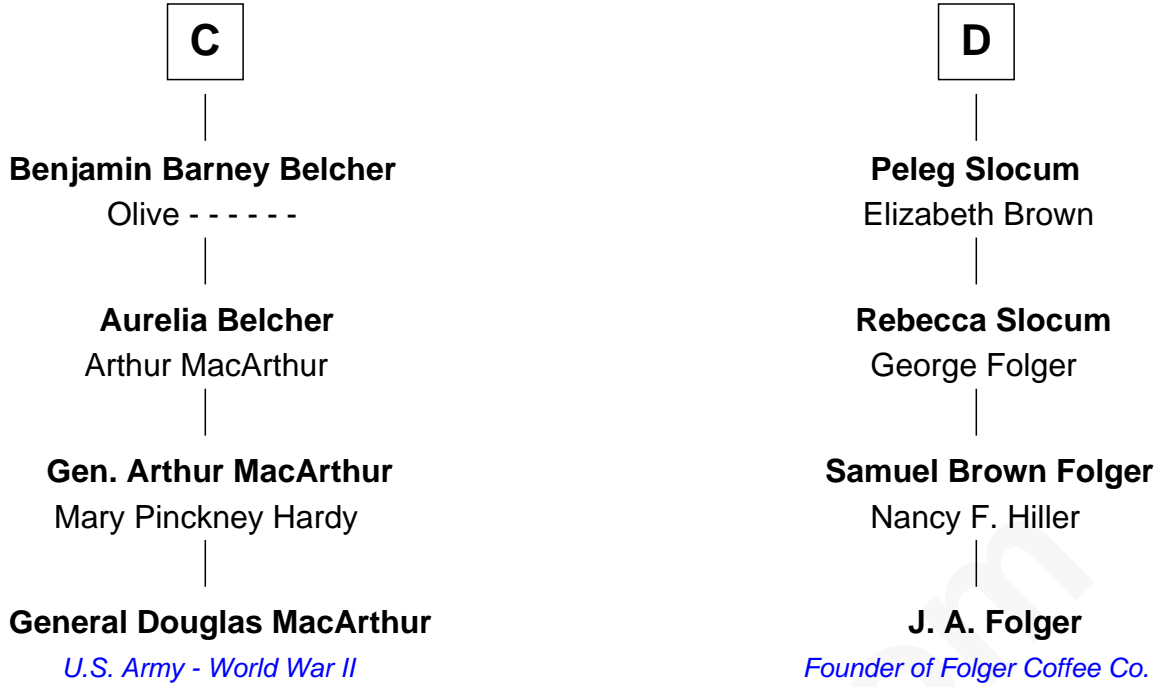 C
Benjamin Barney Belcher
Olive - - - - - -
Aurelia Belcher
Arthur MacArthur
Gen. Arthur MacArthur
Mary Pinckney Hardy
General Douglas MacArthur
U.S. Army - World War II
D
Peleg Slocum
Elizabeth Brown
Rebecca Slocum
George Folger
Samuel Brown Folger
Nancy F. Hiller
J. A. Folger
Founder of Folger Coffee Co.